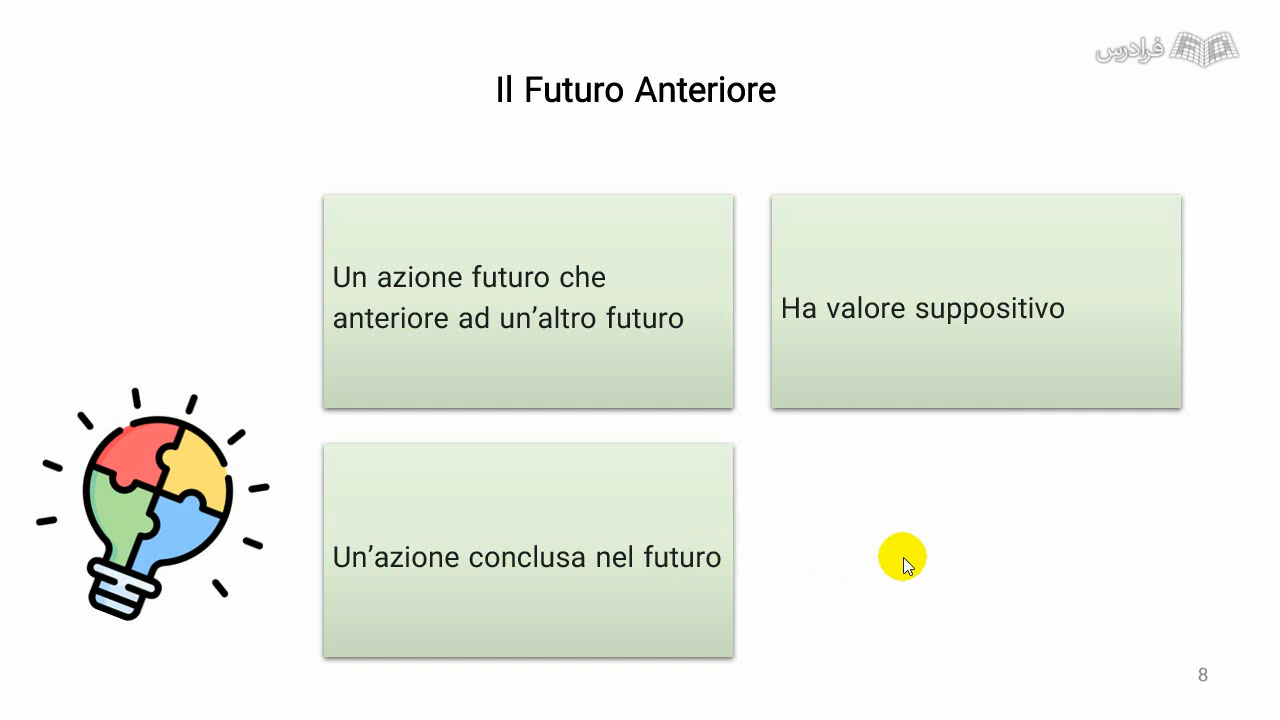 فرادرس
Il Futuro Anteriore
Un azione futuro che
anteriore ad un’altro futuro
Ha valore suppositivo
Un’azione conclusa nel futuro
8